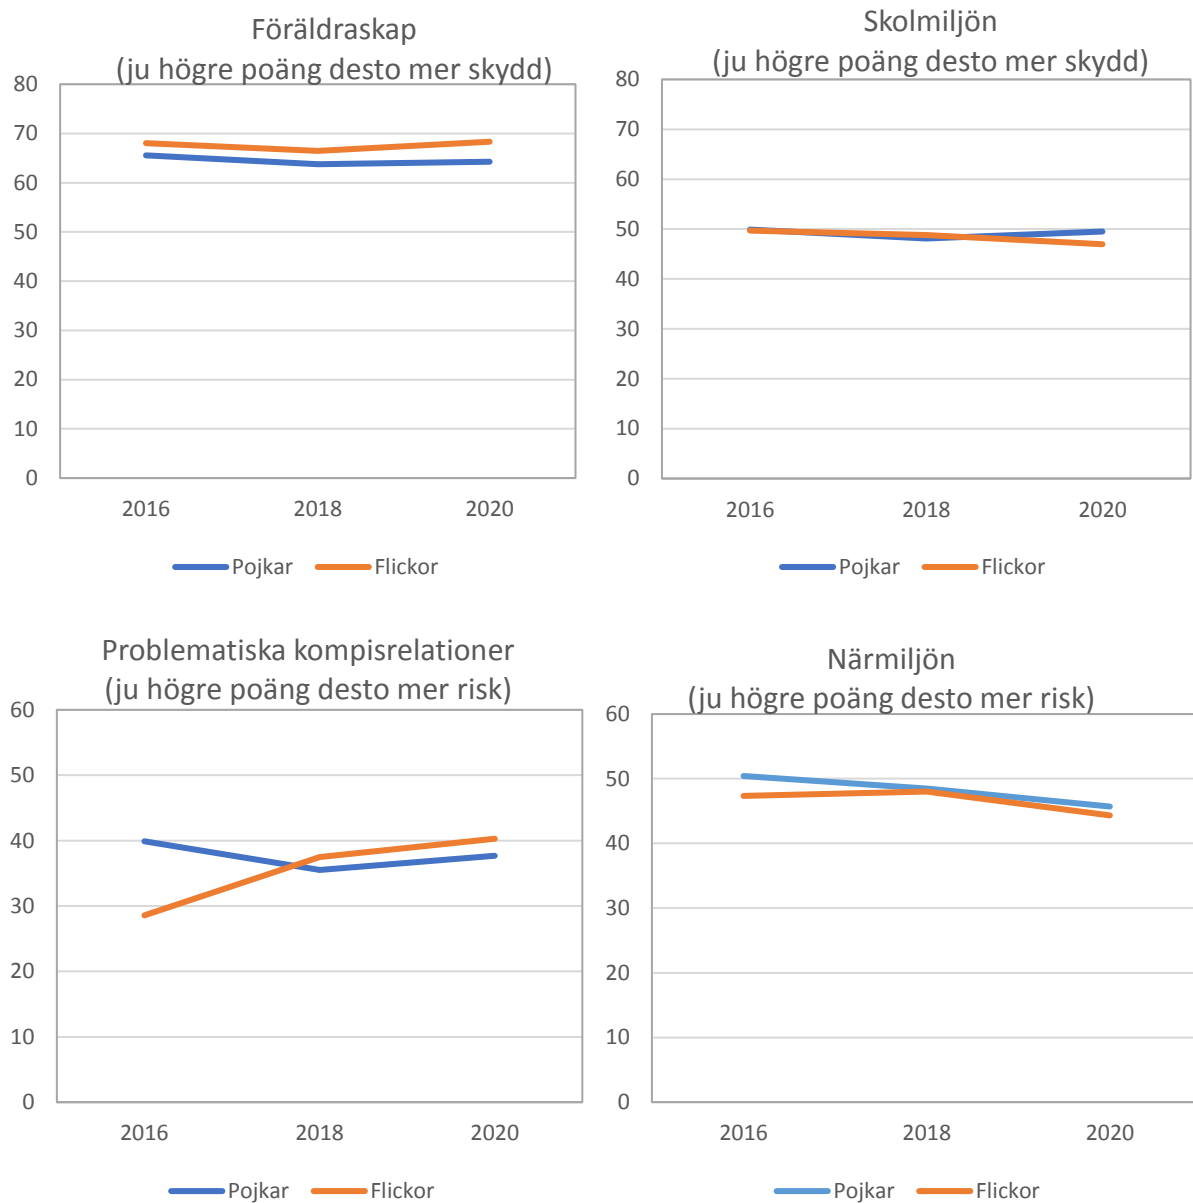 Föräldraskap
(ju högre poäng desto mer skydd)
80
70
60
50
40
30
20
10
0
2016 2018 2020
Pojkar Flickor
Skolmiljön
(ju högre poäng desto mer skydd)
80
70
60
50
40
30
20
10
0
2016 2018 2020
Pojkar Flickor
Problematiska kompisrelationer
(ju högre poäng desto mer risk)
60
50
40
30
20
10
0
2016 2018 2020
Pojkar Flickor
Närmiljön
(ju högre poäng desto mer risk)
60
50
40
30
20
10
0
2016 2018 2020
Pojkar Flickor